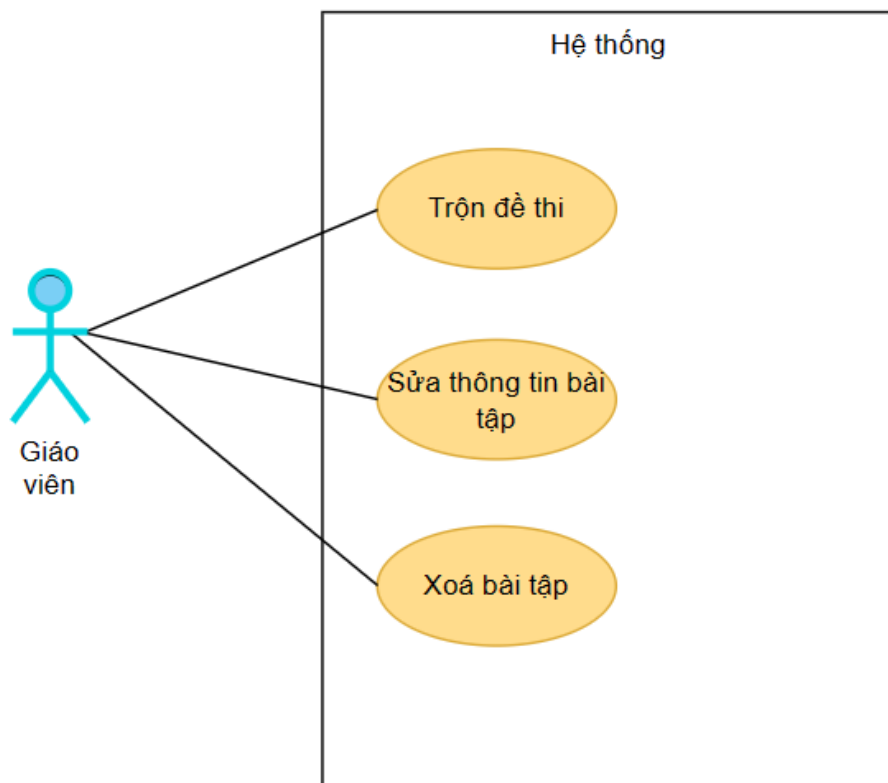 Hệ thống
Trộn đề thi
Sửa thông tin bài
tập
Giáo
viên
Xoá bài tập